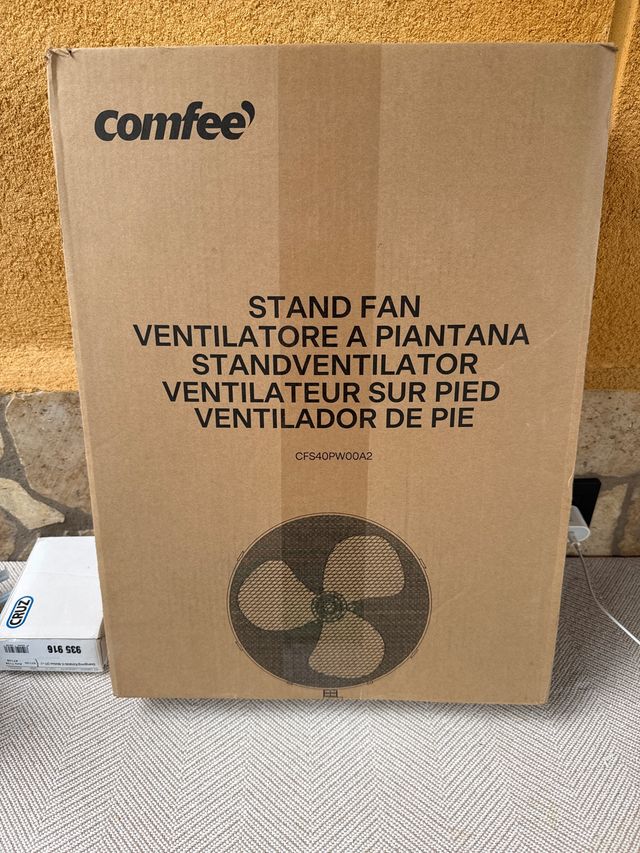 comfee'
STAND FAN
VENTILATORE A PIANTANA
STANDVENTILATOR
VENTILATEUR SUR PIED
VENTILADOR DE PIE
CFS40PW00A2
CRUZ
935 916